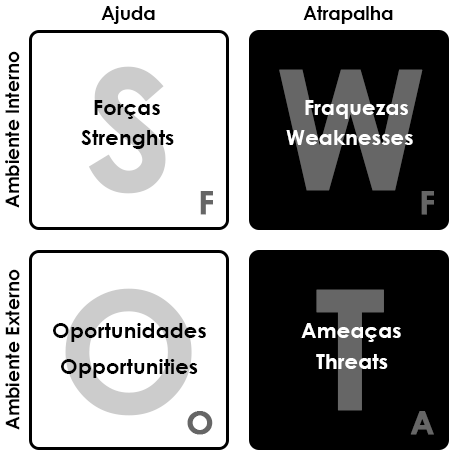 Ajuda
Atrapalha
Ambiente Interno
S
Forças
Strenghts
F
W
Fraquezas
Weaknesses
F
Ambiente Externo
O
Oportunidades
Opportunities
O
T
Ameaças
Threats
A